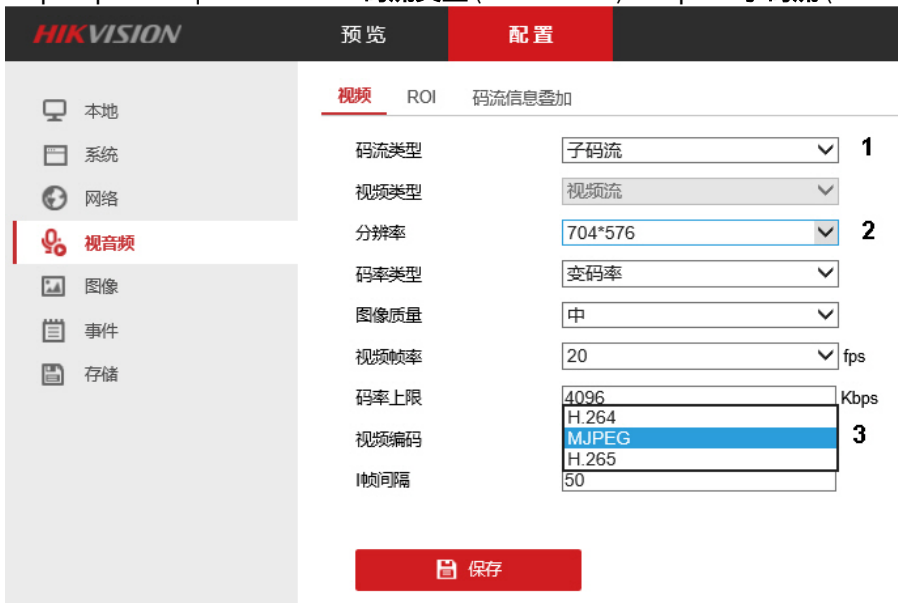 HIKVISION 预览 配置
视频 ROI 码流信息叠加
本地
系统
网络
视音频
图像
事件
存储
码流类型 子码流 1
视频类型 视频流
分辨率 704*576 2
码率类型 变码率
图像质量 中
视频帧率 20 fps
码率上限 4096 Kbps
H.264
视频编码 MJPEG 3
H.265
I帧间隔 50
保存